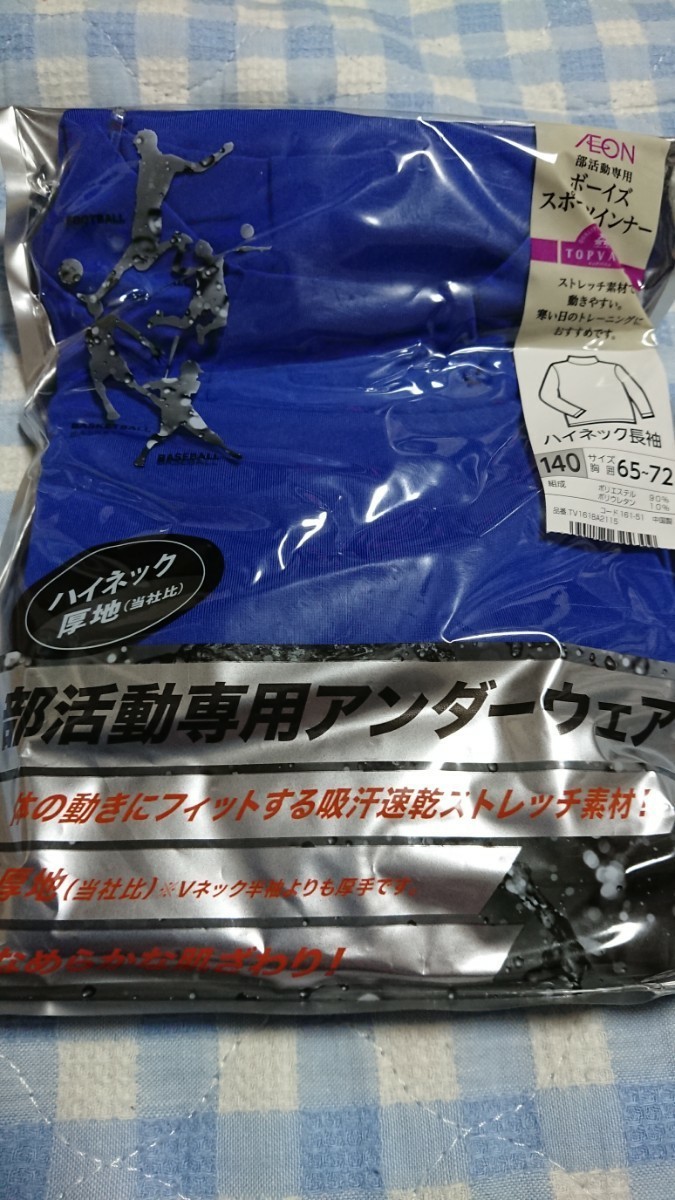 ÆON
部活動専用
ボーイズ
スポーツインナー
ストレッチ素材で
動きやすい。
寒い日のトレーニングに
おすすめです。
ハイネック長袖
140 サイズ
胸囲 65~72
組成 ポリエステル 90%
ポリウレタン 10%
品番 TV161BA2115 コード 161-51 中国製
FOOTBALL
BASKETBALL
BASEBALL
ハイネック
厚地(当社比)
部活動専用アンダーウェア
体の動きにフィットする吸汗速乾ストレッチ素材!
厚地(当社比)※Vネック半袖よりも厚手です。
なめらかな肌ざわり!